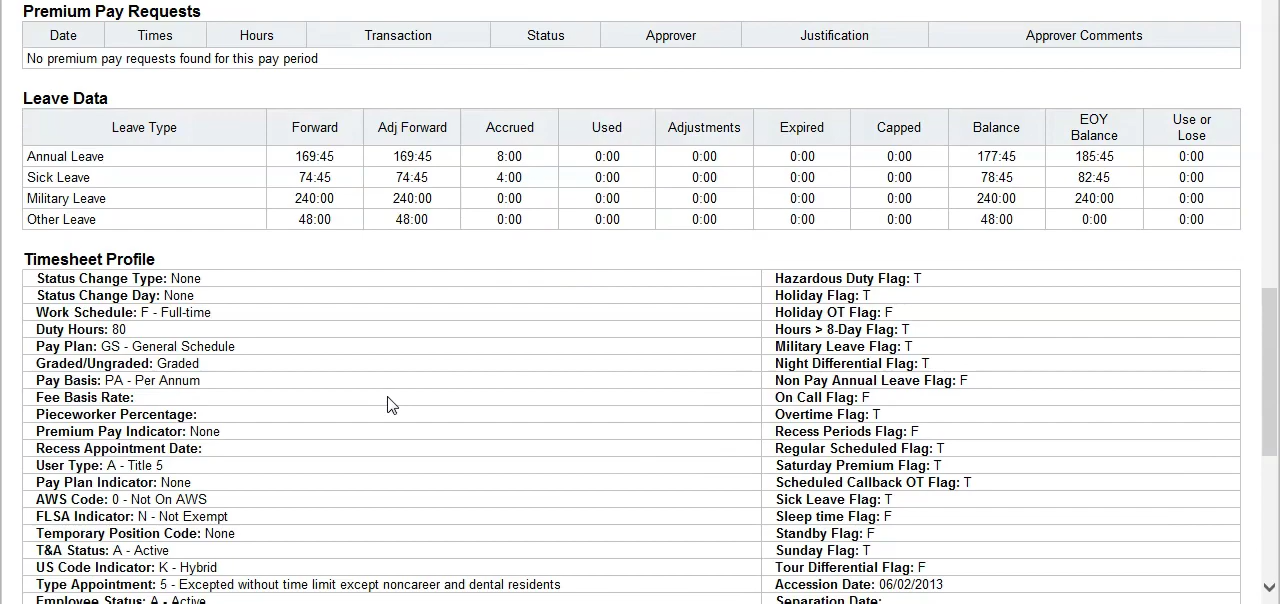 Premium Pay Requests
Date Times Hours Transaction Status Approver Justification Approver Comments
No premium pay requests found for this pay period
Leave Data
Leave Type Forward Adj Forward Accrued Used Adjustments Expired Capped Balance EOY Balance Use or Lose
Annual Leave 169:45 169:45 8:00 0:00 0:00 0:00 0:00 177:45 185:45 0:00
Sick Leave 74:45 74:45 4:00 0:00 0:00 0:00 0:00 78:45 82:45 0:00
Military Leave 240:00 240:00 0:00 0:00 0:00 0:00 0:00 240:00 240:00 0:00
Other Leave 48:00 48:00 0:00 0:00 0:00 0:00 0:00 48:00 0:00 0:00
Timesheet Profile
Status Change Type: None Hazardous Duty Flag: T
Status Change Day: None Holiday Flag: T
Work Schedule: F - Full-time Holiday OT Flag: F
Duty Hours: 80 Hours > 8-Day Flag: T
Pay Plan: GS - General Schedule Military Leave Flag: T
Graded/Ungraded: Graded Night Differential Flag: T
Pay Basis: PA - Per Annum Non Pay Annual Leave Flag: F
Fee Basis Rate: On Call Flag: F
Pieceworker Percentage: Overtime Flag: T
Premium Pay Indicator: None Recess Periods Flag: F
Recess Appointment Date: Regular Scheduled Flag: T
User Type: A - Title 5 Saturday Premium Flag: T
Pay Plan Indicator: None Scheduled Callback OT Flag: T
AWS Code: 0 - Not On AWS Sick Leave Flag: T
FLSA Indicator: N - Not Exempt Sleep time Flag: F
Temporary Position Code: None Standby Flag: F
T&A Status: A - Active Sunday Flag: T
US Code Indicator: K - Hybrid Tour Differential Flag: F
Type Appointment: 5 - Excepted without time limit except noncareer and dental residents Accession Date: 06/02/2013
Employee Status: A - Active Separation Date: